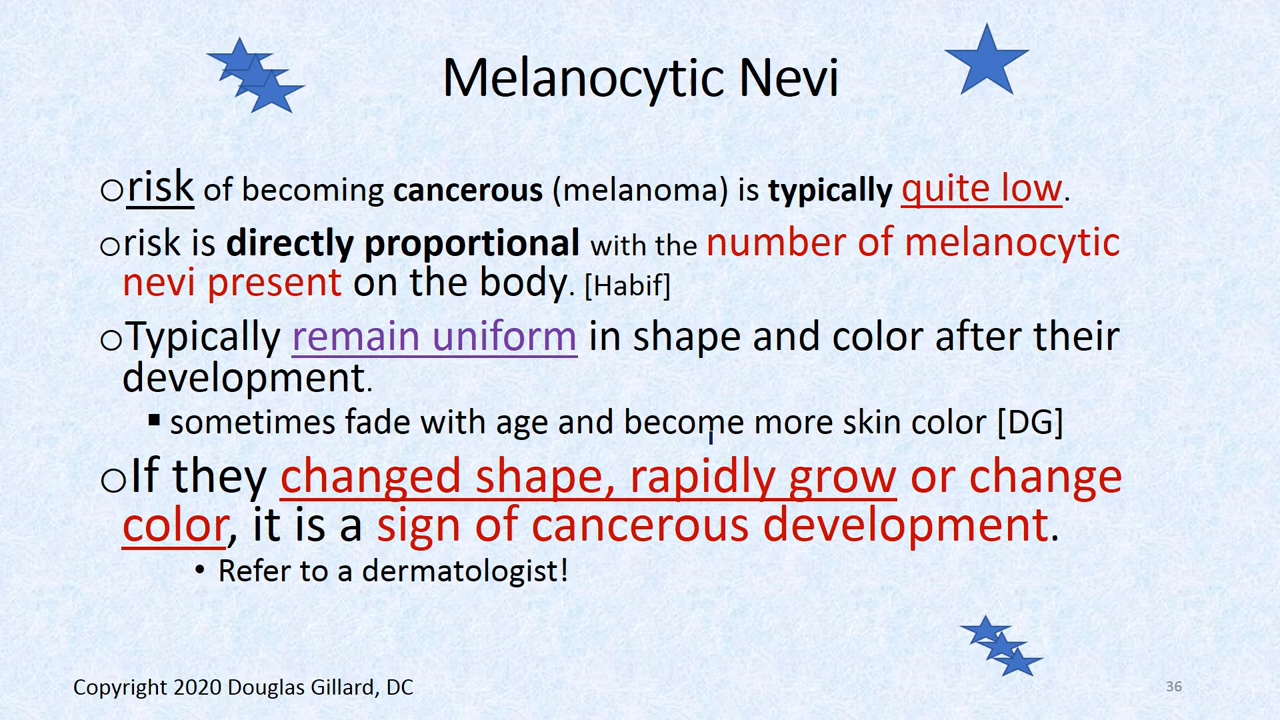 Melanocytic Nevi
○risk of becoming cancerous (melanoma) is typically quite low.
○risk is directly proportional with the number of melanocytic
nevi present on the body. [Habif]
○Typically remain uniform in shape and color after their
development.
▪ sometimes fade with age and become more skin color [DG]
○If they changed shape, rapidly grow or change
color, it is a sign of cancerous development.
• Refer to a dermatologist!
Copyright 2020 Douglas Gillard, DC
36